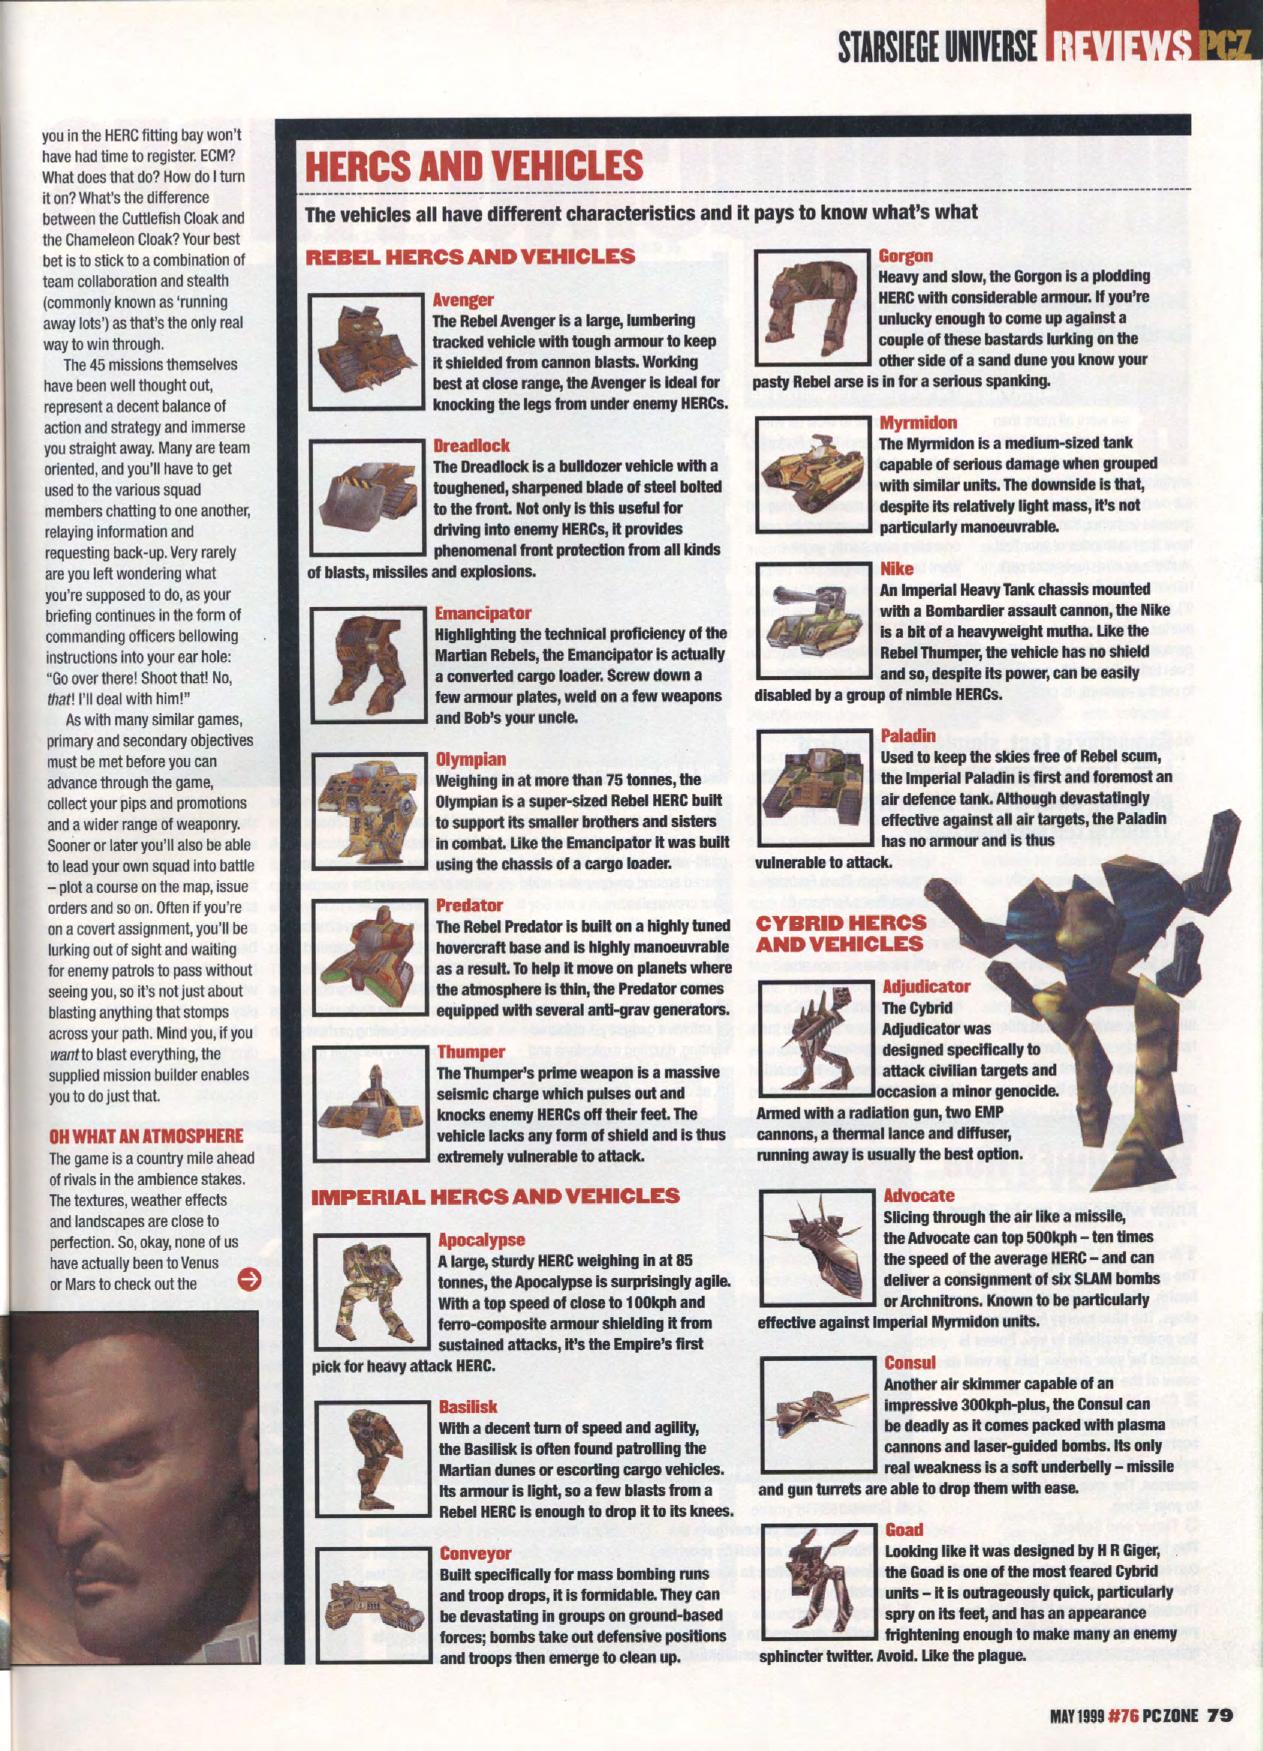 STARSIEGE UNIVERSE REVIEWS PCZ
you in the HERC fitting bay won't
have had time to register. ECM?
What does that do? How do I turn
it on? What's the difference
between the Cuttlefish Cloak and
the Chameleon Cloak? Your best
bet is to stick to a combination of
team collaboration and stealth
(commonly known as 'running
away lots') as that's the only real
way to win through.
The 45 missions themselves
have been well thought out,
represent a decent balance of
action and strategy and immerse
you straight away. Many are team
oriented, and you'll have to get
used to the various squad
members chatting to one another,
relaying information and
requesting back-up. Very rarely
are you left wondering what
you're supposed to do, as your
briefing continues in the form of
commanding officers bellowing
instructions into your ear hole:
"Go over there! Shoot that! No,
that! I'll deal with him!"
As with many similar games,
primary and secondary objectives
must be met before you can
advance through the game,
collect your pips and promotions
and a wider range of weaponry.
Sooner or later you'll also be able
to lead your own squad into battle
– plot a course on the map, issue
orders and so on. Often if you're
on a covert assignment, you'll be
lurking out of sight and waiting
for enemy patrols to pass without
seeing you, so it's not just about
blasting anything that stomps
across your path. Mind you, if you
want to blast everything, the
supplied mission builder enables
you to do just that.
OH WHAT AN ATMOSPHERE
The game is a country mile ahead
of rivals in the ambience stakes.
The textures, weather effects
and landscapes are close to
perfection. So, okay, none of us
have actually been to Venus
or Mars to check out the
HERCS AND VEHICLES
The vehicles all have different characteristics and it pays to know what's what
REBEL HERCS AND VEHICLES
Avenger
The Rebel Avenger is a large, lumbering
tracked vehicle with tough armour to keep
it shielded from cannon blasts. Working
best at close range, the Avenger is ideal for
knocking the legs from under enemy HERCs.
Dreadlock
The Dreadlock is a bulldozer vehicle with a
toughened, sharpened blade of steel bolted
to the front. Not only is this useful for
driving into enemy HERCs, it provides
phenomenal front protection from all kinds
of blasts, missiles and explosions.
Emancipator
Highlighting the technical proficiency of the
Martian Rebels, the Emancipator is actually
a converted cargo loader. Screw down a
few armour plates, weld on a few weapons
and Bob's your uncle.
Olympian
Weighing in at more than 75 tonnes, the
Olympian is a super-sized Rebel HERC built
to support its smaller brothers and sisters
in combat. Like the Emancipator it was built
using the chassis of a cargo loader.
Predator
The Rebel Predator is built on a highly tuned
hovercraft base and is highly manoeuvrable
as a result. To help it move on planets where
the atmosphere is thin, the Predator comes
equipped with several anti-grav generators.
Thumper
The Thumper's prime weapon is a massive
seismic charge which pulses out and
knocks enemy HERCs off their feet. The
vehicle lacks any form of shield and is thus
extremely vulnerable to attack.
IMPERIAL HERCS AND VEHICLES
Apocalypse
A large, sturdy HERC weighing in at 85
tonnes, the Apocalypse is surprisingly agile.
With a top speed of close to 100kph and
ferro-composite armour shielding it from
sustained attacks, it's the Empire's first
pick for heavy attack HERC.
Basilisk
With a decent turn of speed and agility,
the Basilisk is often found patrolling the
Martian dunes or escorting cargo vehicles.
Its armour is light, so a few blasts from a
Rebel HERC is enough to drop it to its knees.
Conveyor
Built specifically for mass bombing runs
and troop drops, it is formidable. They can
be devastating in groups on ground-based
forces; bombs take out defensive positions
and troops then emerge to clean up.
Gorgon
Heavy and slow, the Gorgon is a plodding
HERC with considerable armour. If you're
unlucky enough to come up against a
couple of these bastards lurking on the
other side of a sand dune you know your
pasty Rebel arse is in for a serious spanking.
Myrmidon
The Myrmidon is a medium-sized tank
capable of serious damage when grouped
with similar units. The downside is that,
despite its relatively light mass, it's not
particularly manoeuvrable.
Nike
An Imperial Heavy Tank chassis mounted
with a Bombardier assault cannon, the Nike
is a bit of a heavyweight mutha. Like the
Rebel Thumper, the vehicle has no shield
and so, despite its power, can be easily
disabled by a group of nimble HERCs.
Paladin
Used to keep the skies free of Rebel scum,
the Imperial Paladin is first and foremost an
air defence tank. Although devastatingly
effective against all air targets, the Paladin
has no armour and is thus
vulnerable to attack.
CYBRID HERCS
AND VEHICLES
Adjudicator
The Cybrid
Adjudicator was
designed specifically to
attack civilian targets and
occasion a minor genocide.
Armed with a radiation gun, two EMP
cannons, a thermal lance and diffuser,
running away is usually the best option.
Advocate
Slicing through the air like a missile,
the Advocate can top 500kph – ten times
the speed of the average HERC – and can
deliver a consignment of six SLAM bombs
or Archnitrons. Known to be particularly
effective against Imperial Myrmidon units.
Consul
Another air skimmer capable of an
impressive 300kph-plus, the Consul can
be deadly as it comes packed with plasma
cannons and laser-guided bombs. Its only
real weakness is a soft underbelly – missile
and gun turrets are able to drop them with ease.
Goad
Looking like it was designed by H R Giger,
the Goad is one of the most feared Cybrid
units – it is outrageously quick, particularly
spry on its feet, and has an appearance
frightening enough to make many an enemy
sphincter twitter. Avoid. Like the plague.
MAY 1999 #76 PC ZONE 79